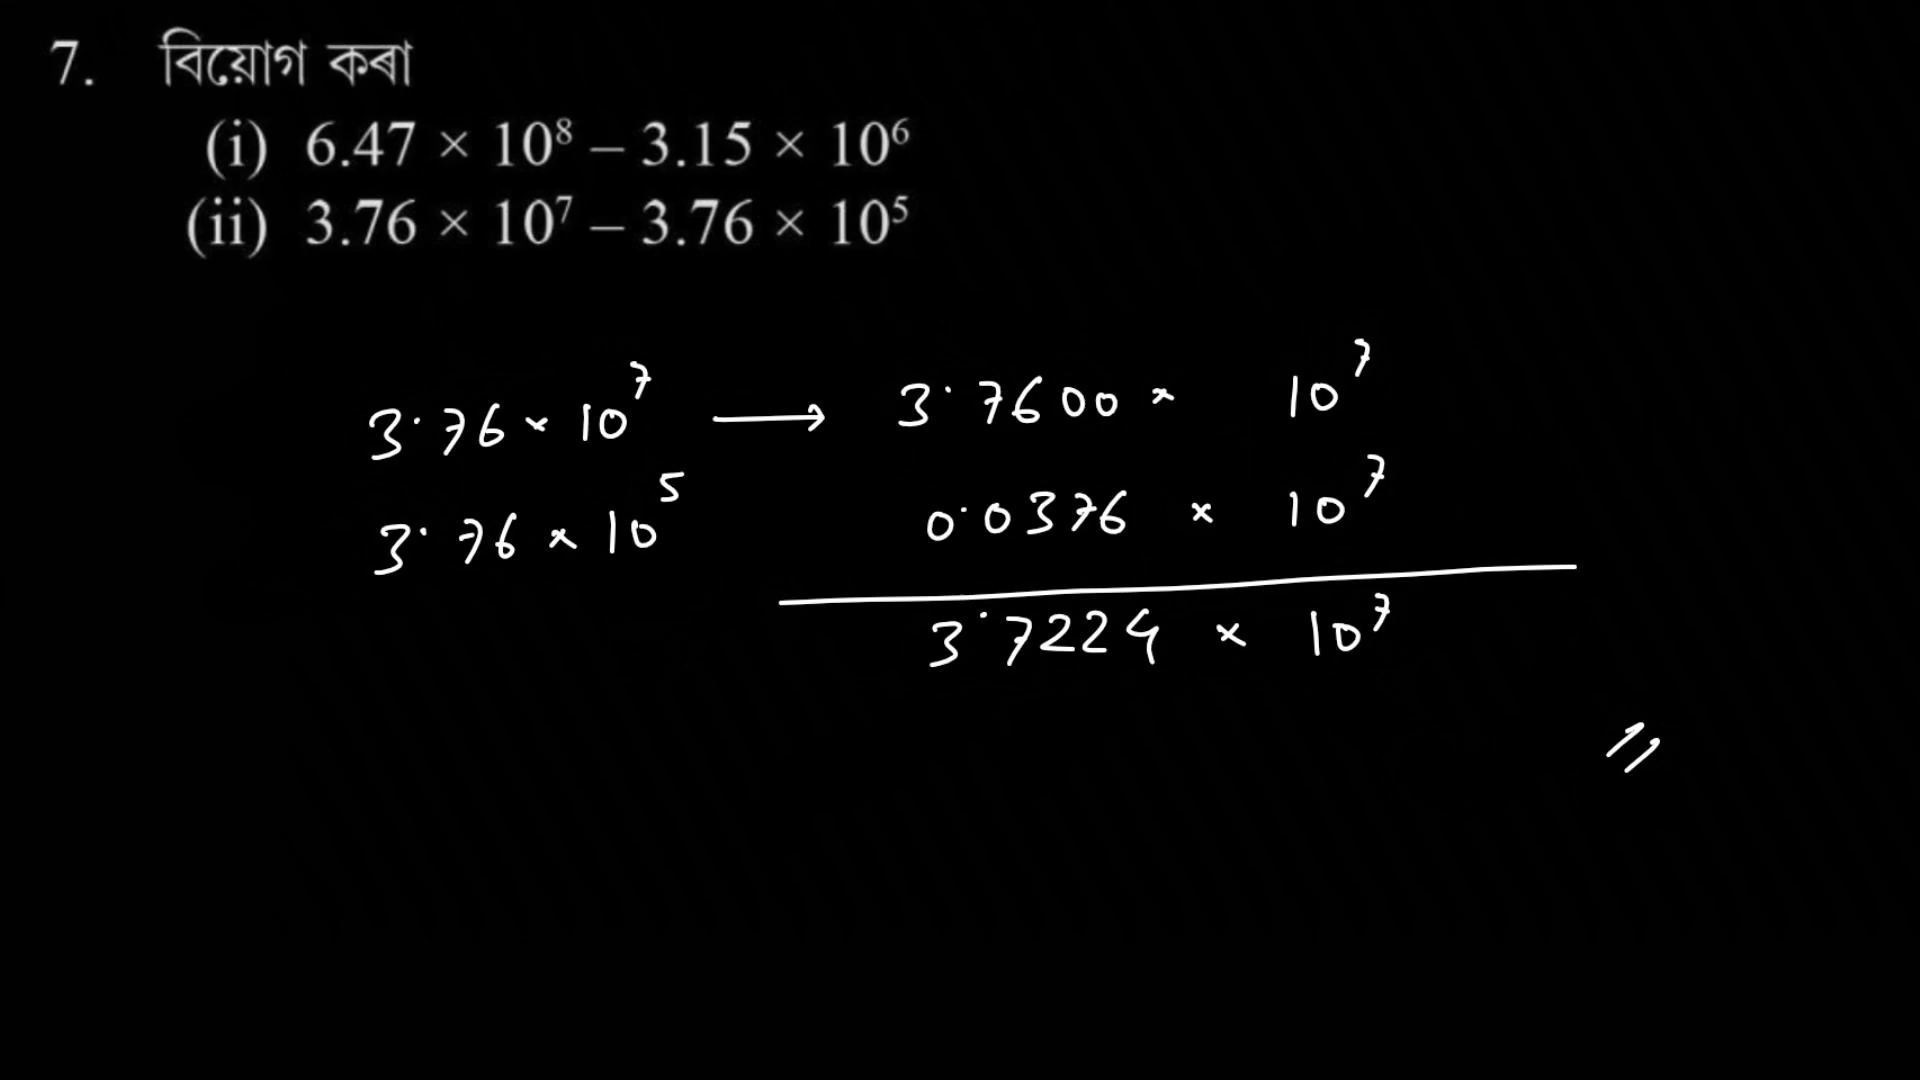 7. বিয়োগ কৰা
(i) 6.47 × 10⁸ – 3.15 × 10⁶
(ii) 3.76 × 10⁷ – 3.76 × 10⁵
3.76 × 10⁷ → 3.7600 × 10⁷
3.76 × 10⁵ 0.0376 × 10⁷
3.7224 × 10⁷